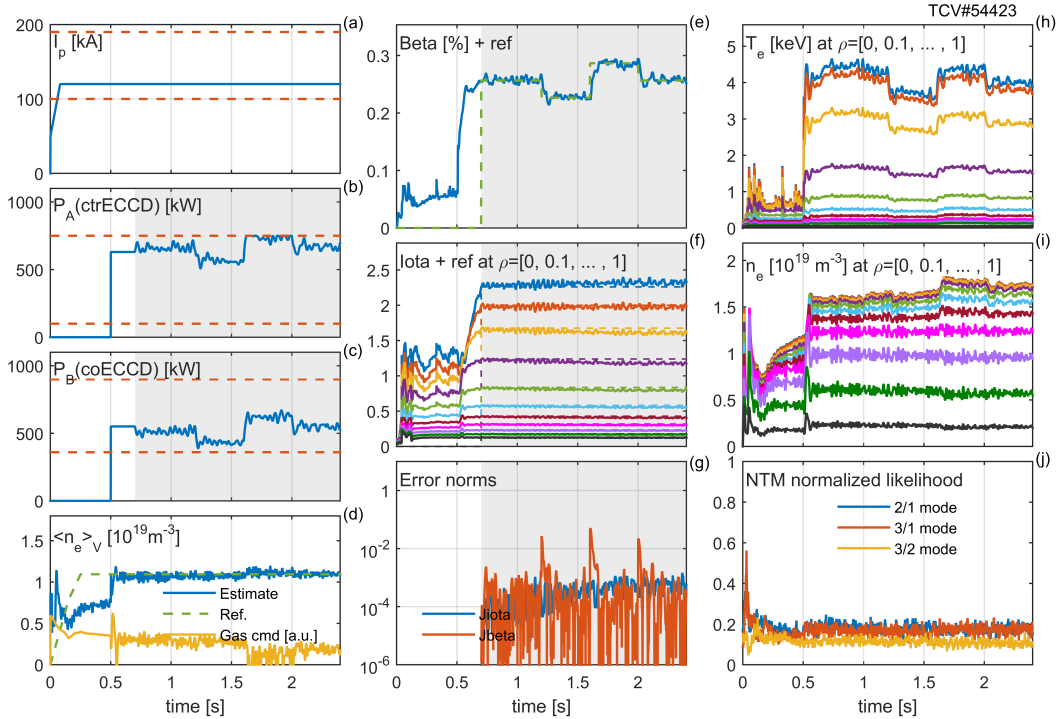 TCV#54423
(a)
I_p [kA]
200
100
0
(b)
P_A(ctrECCD) [kW]
1000
500
0
(c)
P_B(coECCD) [kW]
1000
500
0
(d)
<n_e>_V [10^19 m^-3]
1.5
1
0.5
0
Estimate
Ref.
Gas cmd [a.u.]
0 0.5 1 1.5 2
time [s]
(e)
Beta [%] + ref
0.3
0.2
0.1
0
(f)
Iota + ref at ρ=[0, 0.1, ... , 1]
2.5
2
1.5
1
0.5
0
(g)
Error norms
1
10^-2
10^-4
10^-6
Jiota
Jbeta
0 0.5 1 1.5 2
time [s]
(h)
T_e [keV] at ρ=[0, 0.1, ... , 1]
5
4
3
2
1
0
(i)
n_e [10^19 m^-3] at ρ=[0, 0.1, ... , 1]
2
1.5
1
0.5
0
(j)
NTM normalized likelihood
1
0.8
0.6
0.4
0.2
0
2/1 mode
3/1 mode
3/2 mode
0 0.5 1 1.5 2
time [s]